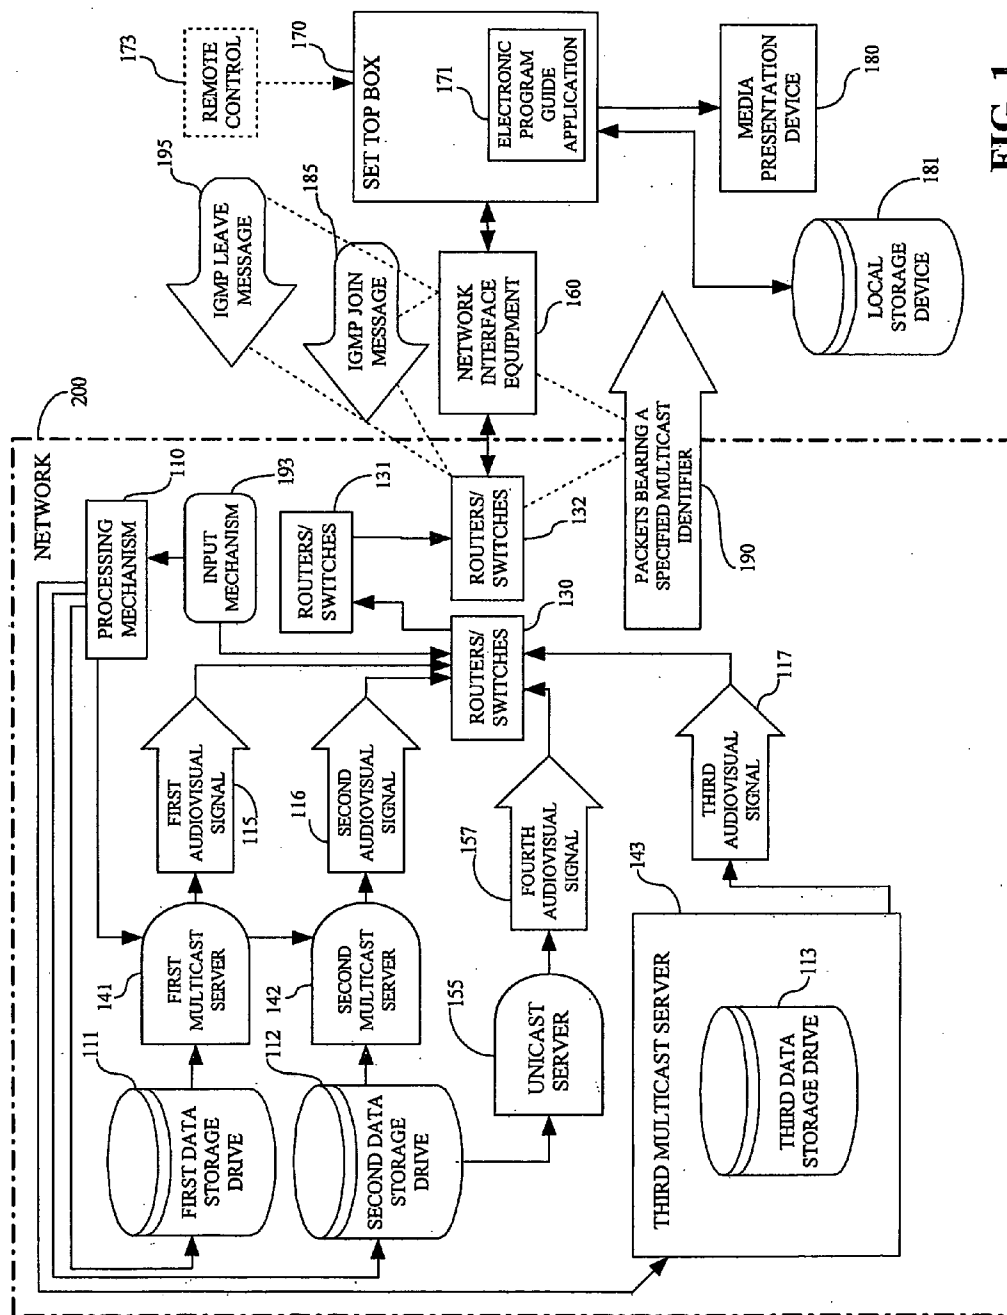 NETWORK
200
PROCESSING
MECHANISM
110
INPUT
MECHANISM
193
ROUTERS/
SWITCHES
131
ROUTERS/
SWITCHES
132
ROUTERS/
SWITCHES
130
FIRST DATA
STORAGE
DRIVE
111
FIRST
MULTICAST
SERVER
141
FIRST
AUDIOVISUAL
SIGNAL
115
SECOND DATA
STORAGE
DRIVE
112
SECOND
MULTICAST
SERVER
142
SECOND
AUDIOVISUAL
SIGNAL
116
UNICAST
SERVER
155
FOURTH
AUDIOVISUAL
SIGNAL
157
THIRD MULTICAST SERVER
143
THIRD DATA
STORAGE DRIVE
113
THIRD
AUDIOVISUAL
SIGNAL
117
IGMP LEAVE
MESSAGE
195
IGMP JOIN
MESSAGE
185
NETWORK
INTERFACE
EQUIPMENT
160
PACKETS BEARING A
SPECIFIED MULTICAST
IDENTIFIER
190
REMOTE
CONTROL
173
SET TOP BOX
170
ELECTRONIC
PROGRAM
GUIDE
APPLICATION
171
MEDIA
PRESENTATION
DEVICE
180
LOCAL
STORAGE
DEVICE
181
FIG. 1